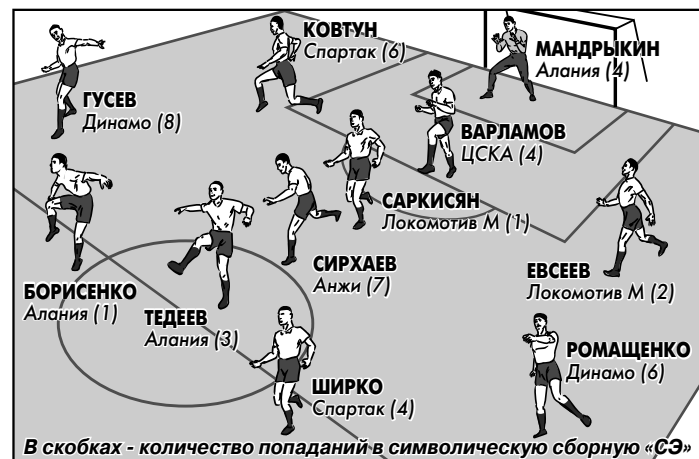 КОВТУН
Спартак (6)
МАНДРЫКИН
Алания (4)
ГУСЕВ
Динамо (8)
ВАРЛАМОВ
ЦСКА (4)
САРКИСЯН
Локомотив М (1)
СИРХАЕВ
Анжи (7)
ЕВСЕЕВ
Локомотив М (2)
БОРИСЕНКО
Алания (1)
ТЕДЕЕВ
Алания (3)
РОМАЩЕНКО
Динамо (6)
ШИРКО
Спартак (4)
В скобках - количество попаданий в символическую сборную «СЭ»